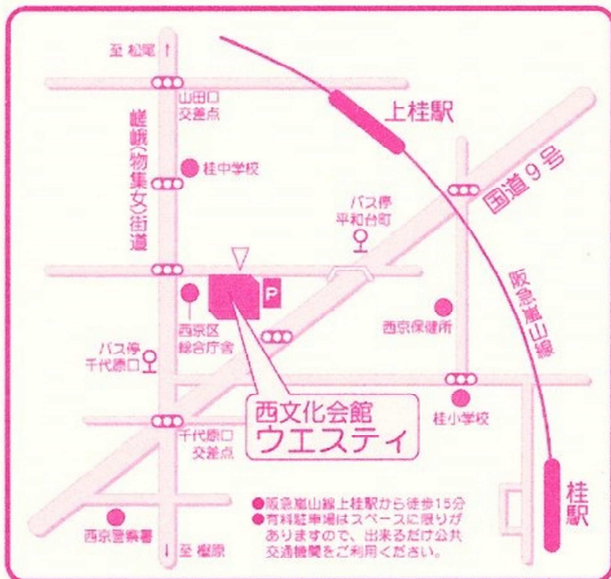 至 松尾 ↑
山田口
交差点
上桂駅
嵯峨(物集女)街道
桂中学校
国道9号
バス停
平和台町
P
西京区
総合庁舎
阪急嵐山線
西京保健所
バス停
千代原口
西文化会館
ウエスティ
桂小学校
千代原口
交差点
桂駅
西京警察署
↓ 至 樫原
●阪急嵐山線上桂駅から徒歩15分
●有料駐車場はスペースに限りが
ありますので、出来るだけ公共
交通機関をご利用ください。